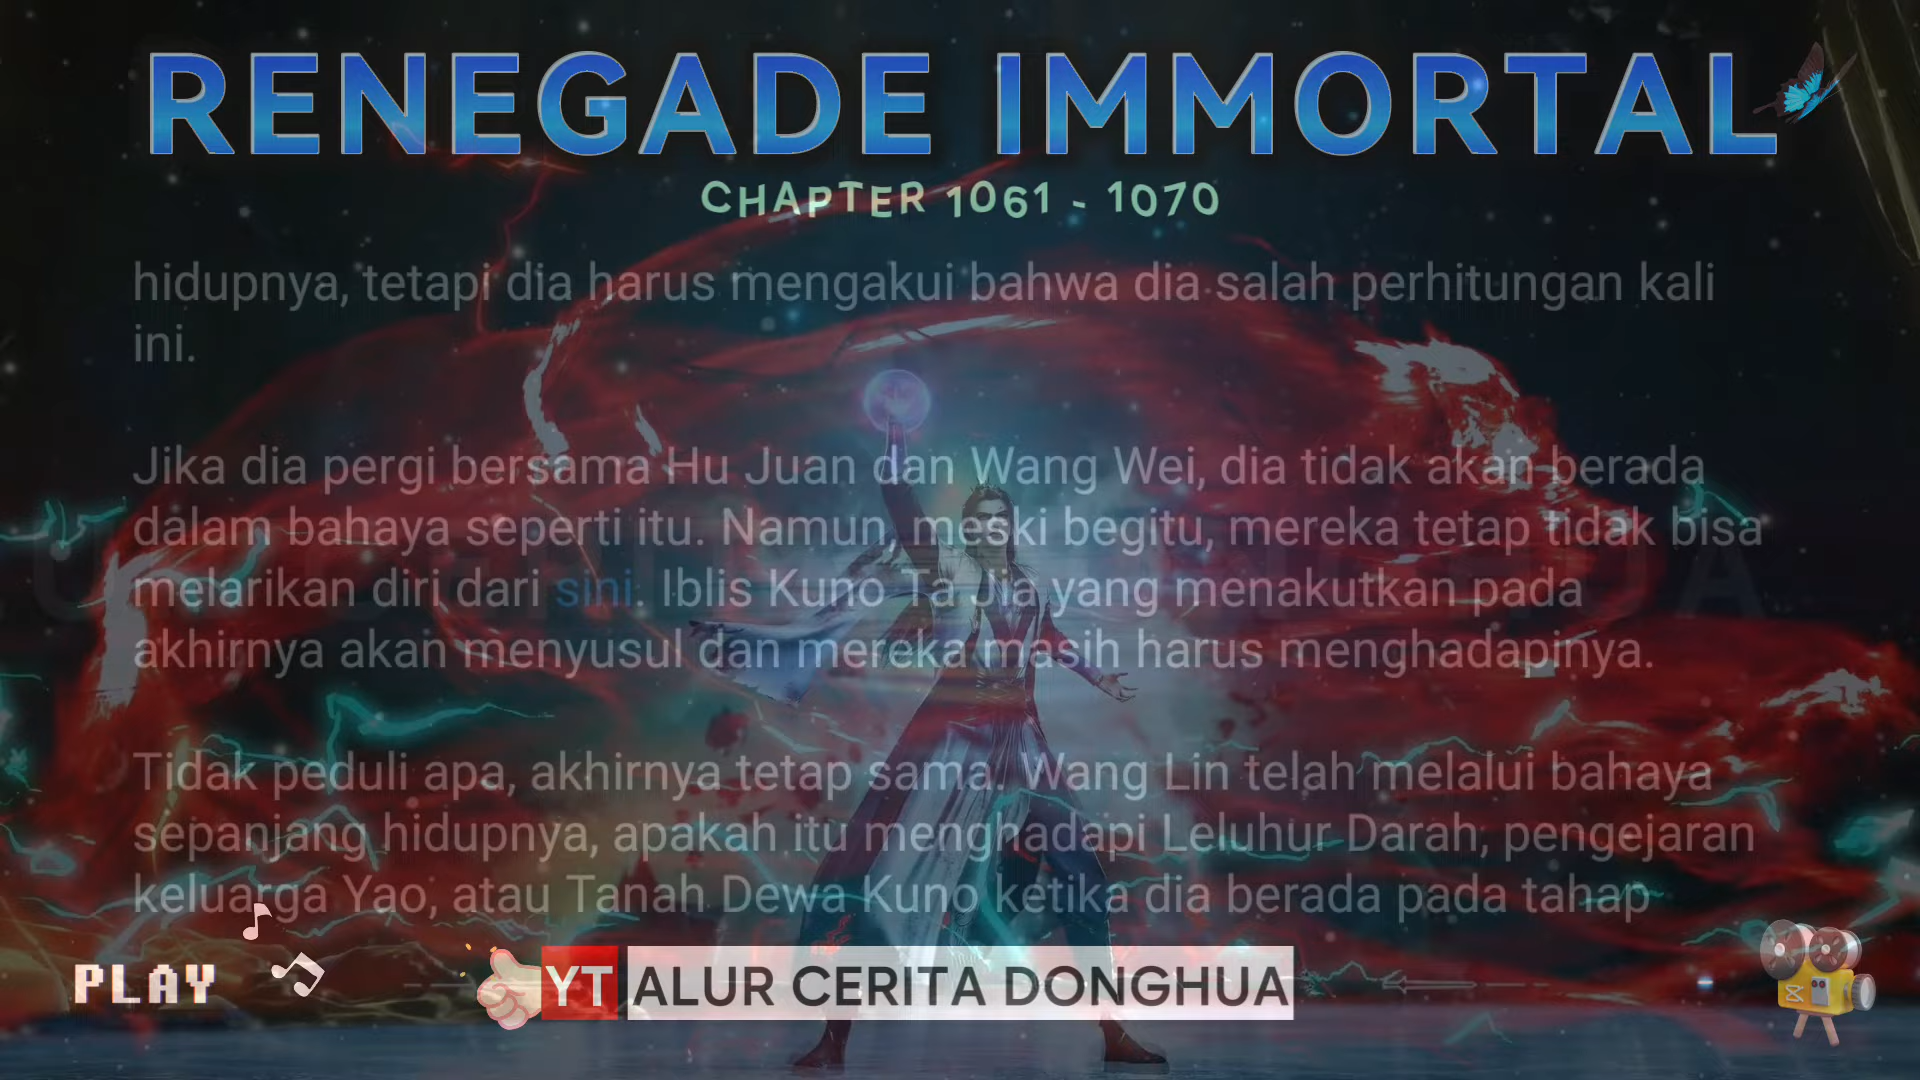 RENEGADE IMMORTAL
CHAPTER 1061 - 1070
hidupnya, tetapi dia harus mengakui bahwa dia salah perhitungan kali
ini.
Jika dia pergi bersama Hu Juan dan Wang Wei, dia tidak akan berada
dalam bahaya seperti itu. Namun, meski begitu, mereka tetap tidak bisa
melarikan diri dari sini. Iblis Kuno Ta Jia yang menakutkan pada
akhirnya akan menyusul dan mereka masih harus menghadapinya.
Tidak peduli apa, akhirnya tetap sama. Wang Lin telah melalui bahaya
sepanjang hidupnya, apakah itu menghadapi Leluhur Darah, pengejaran
keluarga Yao, atau Tanah Dewa Kuno ketika dia berada pada tahap
PLAY
YT ALUR CERITA DONGHUA